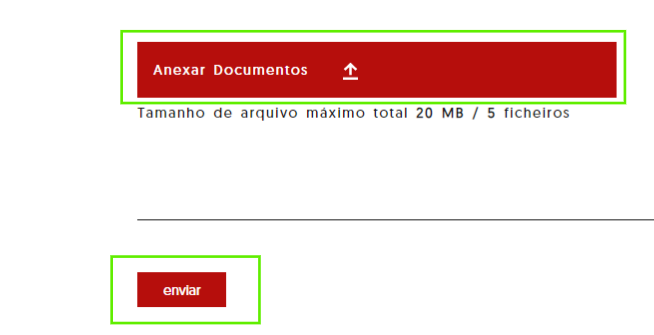 Anexar Documentos
Tamanho de arquivo máximo total 20 MB / 5 ficheiros
enviar